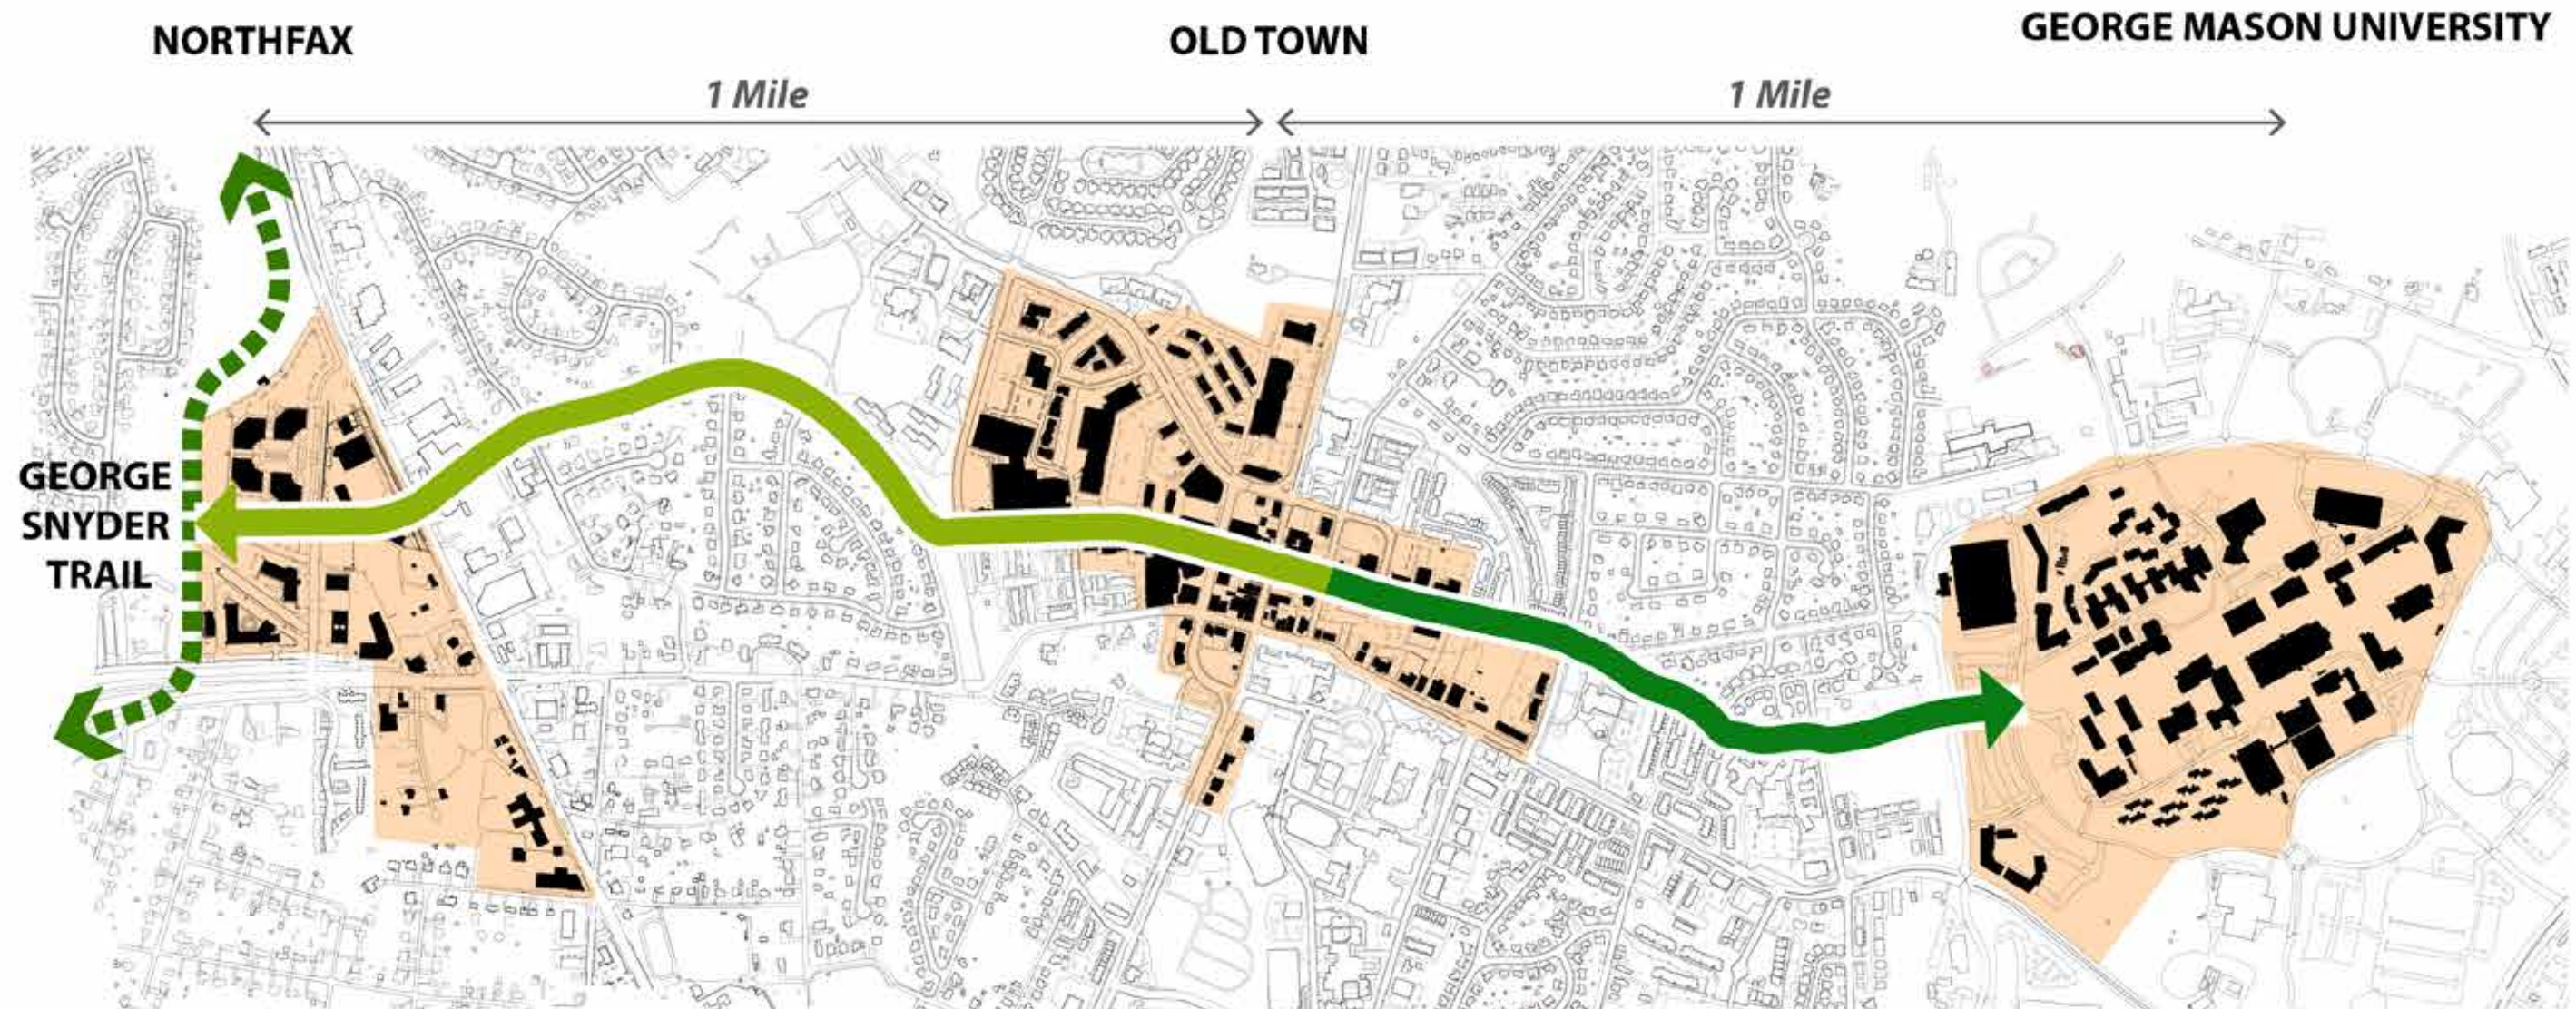 NORTHFAX
OLD TOWN
GEORGE MASON UNIVERSITY
1 Mile
1 Mile
GEORGE
SNYDER
TRAIL